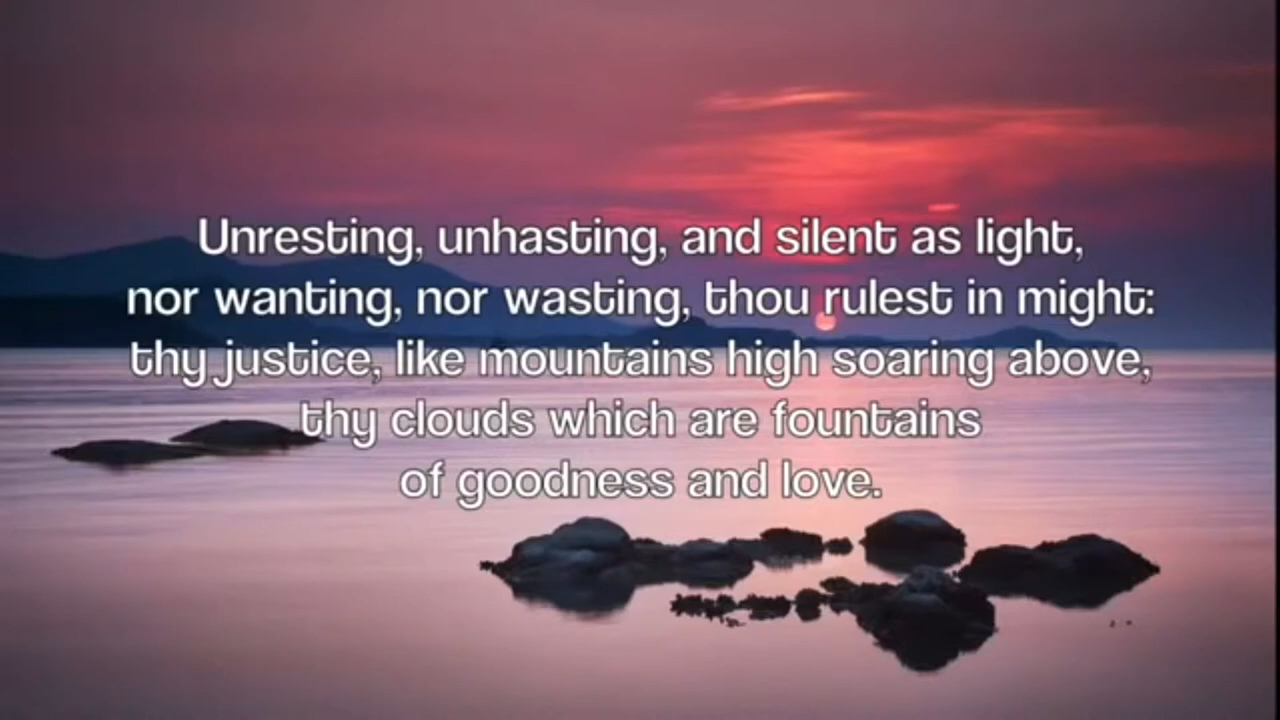 Unresting, unhasting, and silent as light,
nor wanting, nor wasting, thou rulest in might:
thy justice, like mountains high soaring above,
thy clouds which are fountains
of goodness and love.